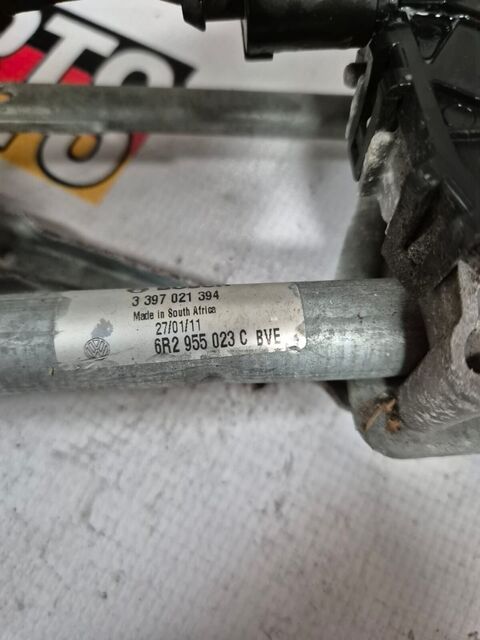 3 397 021 394
Made in South Africa
27/01/11
6R2 955 023 C BVE